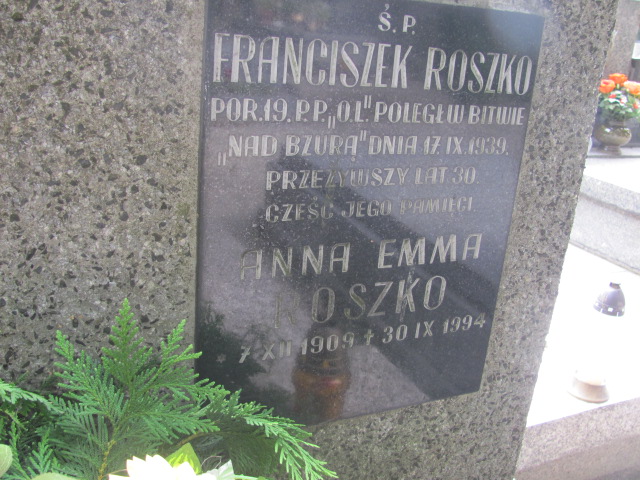 Ś. P.
FRANCISZEK ROSZKO
POR. 19. P.P. „O.L". POLEGŁ W BITWIE
„NAD BZURĄ" DNIA 17 IX. 1939.
PRZEŻYWSZY LAT 30.
CZEŚĆ JEGO PAMIĘCI
ANNA EMMA
ROSZKO
7 XII 1909 + 30 IX 1994